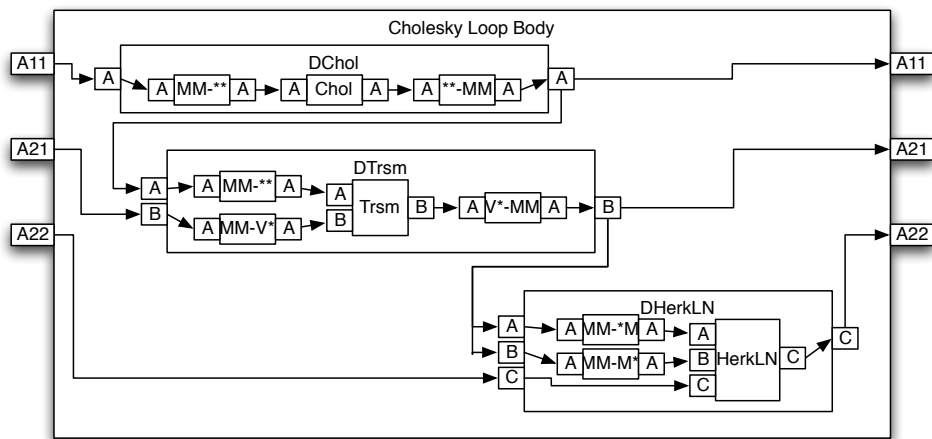 Cholesky Loop Body
A11
A11
DChol
A
A
MM-**
A
A
Chol
A
A
**-MM
A
A
A21
A21
DTrsm
A
B
A
MM-**
A
A
MM-V*
A
A
B
Trsm
B
A
V*-MM
A
B
A22
A22
DHerkLN
A
B
C
A
MM-*M
A
A
MM-M*
A
A
B
C
HerkLN
C
C